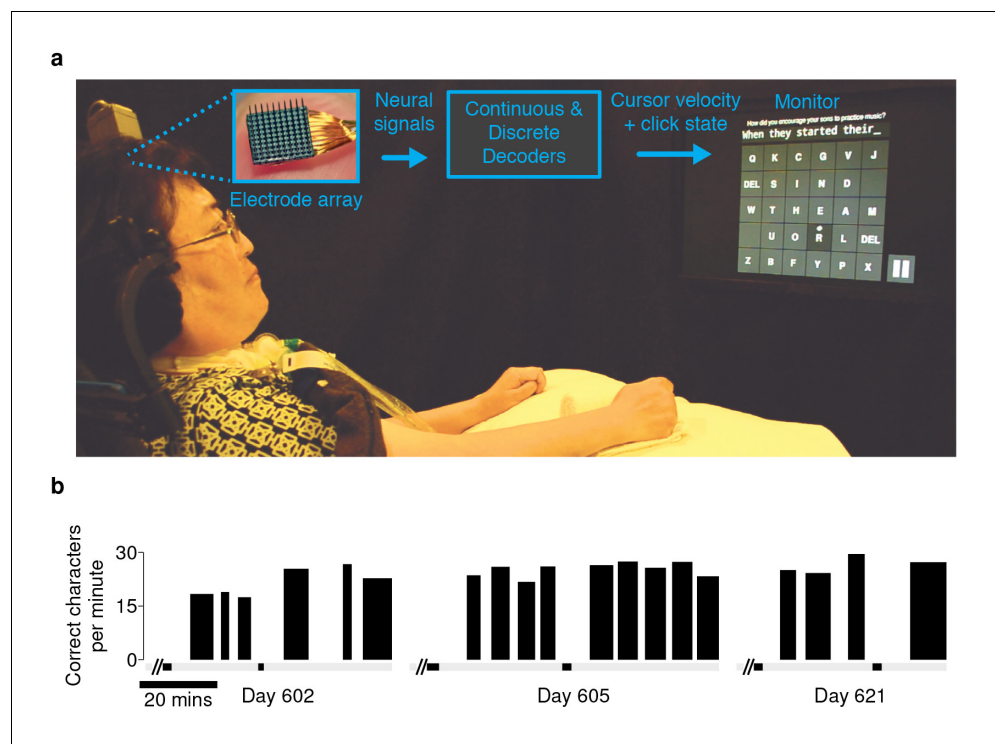 a
Neural
signals
Continuous &
Discrete
Decoders
Cursor velocity
+ click state
Monitor
Electrode array
How did you encourage your sons to practice music?
When they started their_
Q K C G V J
DEL S I N D
W T H E A M
U O R L DEL
Z B F Y P X
b
Correct characters
per minute
30
15
0
20 mins
Day 602
Day 605
Day 621